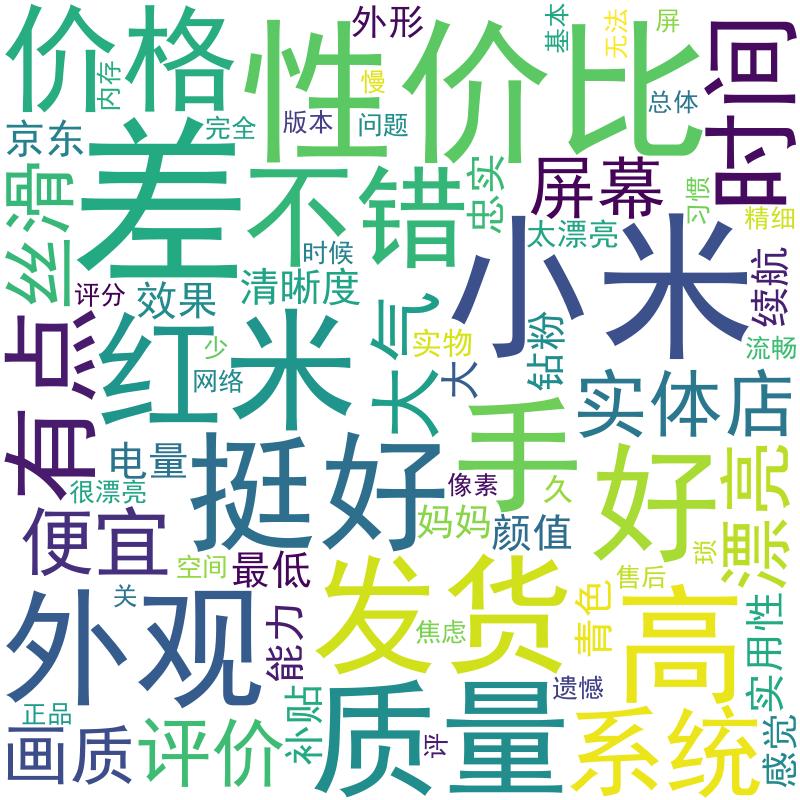 价格
性价比
时间
外形
基本
无法
屏
内存
慢
总体
京东
完全
版本
问题
丝滑
差
不错
忠实
屏幕
习惯
精细
太漂亮
时候
清晰度
效果
评分
小米
续航
有点
红米
少
大气
实物
钻粉
流畅
网络
大
实体店
电量
很漂亮
挺好
手
像素
久
好
漂亮
便宜
妈妈
颜值
琐
空间
最低
发货
售后
关
外观
能力
焦虑
青色
高
实用性
正品
遗憾
补贴
画质
评价
质量
评
系统
感觉